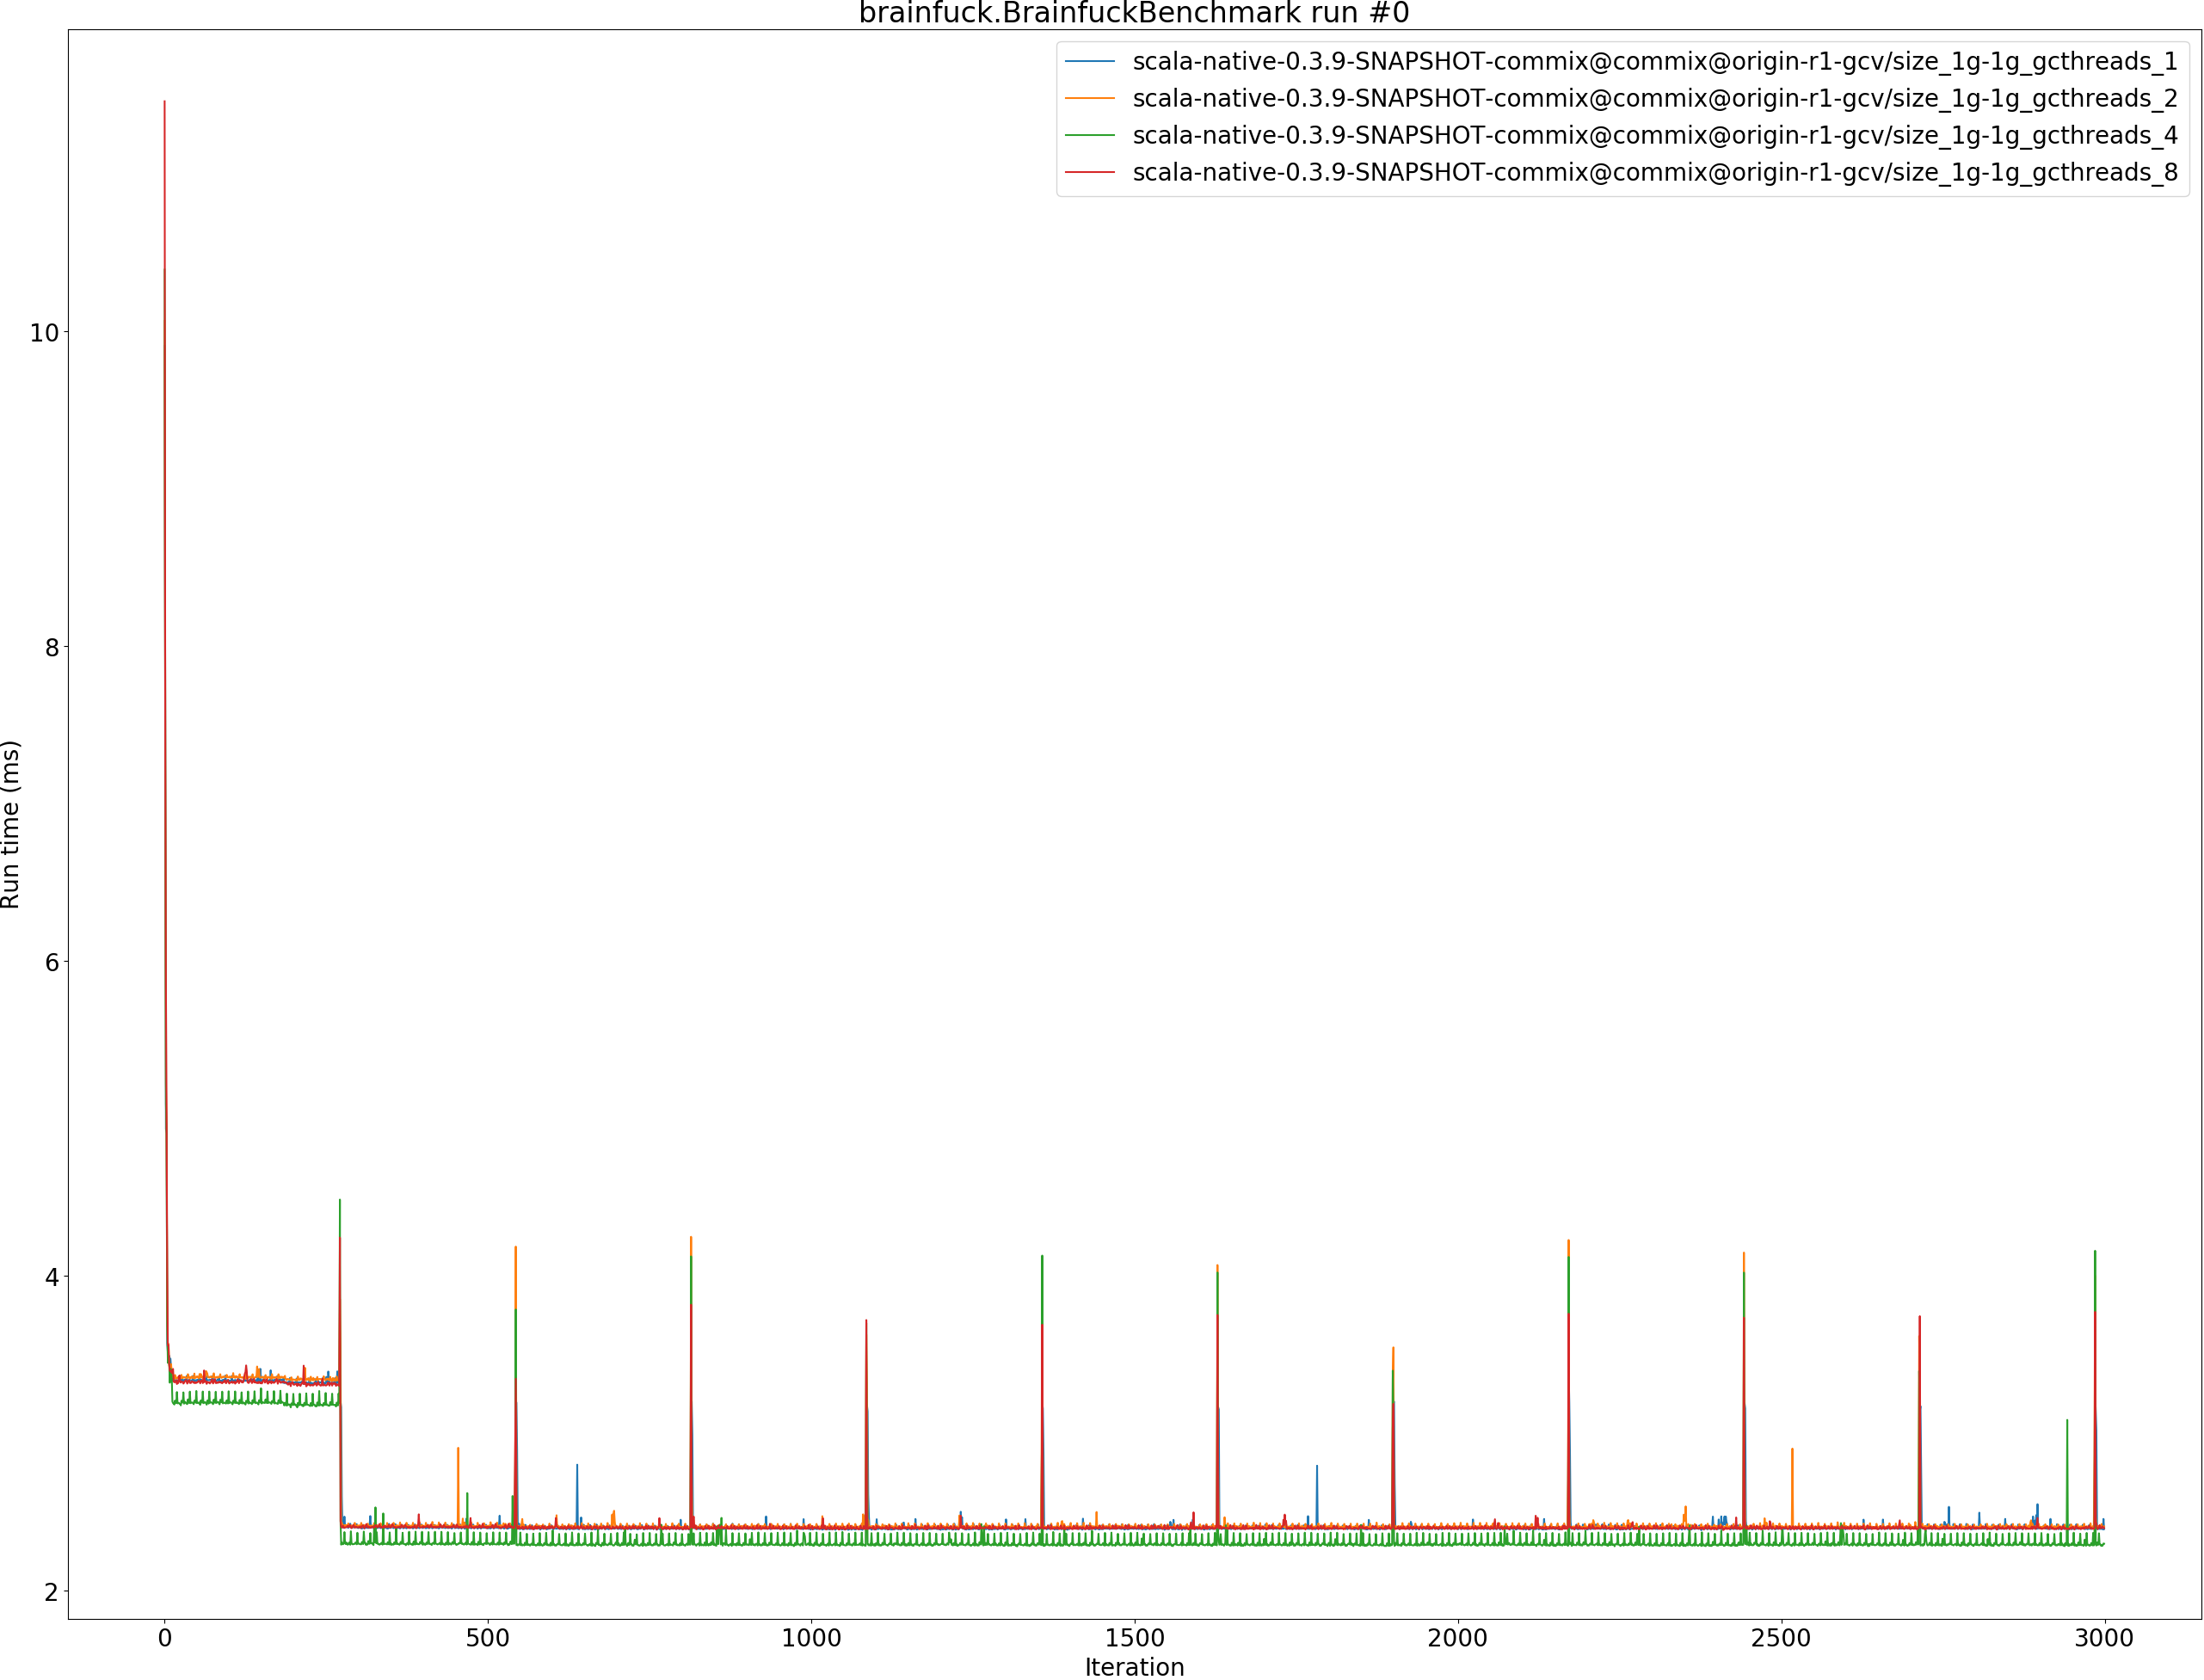 brainfuck.BrainfuckBenchmark run #0
scala-native-0.3.9-SNAPSHOT-commix@commix@origin-r1-gcv/size_1g-1g_gcthreads_1
scala-native-0.3.9-SNAPSHOT-commix@commix@origin-r1-gcv/size_1g-1g_gcthreads_2
scala-native-0.3.9-SNAPSHOT-commix@commix@origin-r1-gcv/size_1g-1g_gcthreads_4
scala-native-0.3.9-SNAPSHOT-commix@commix@origin-r1-gcv/size_1g-1g_gcthreads_8
10
8
6
4
2
Run time (ms)
0 500 1000 1500 2000 2500 3000
Iteration